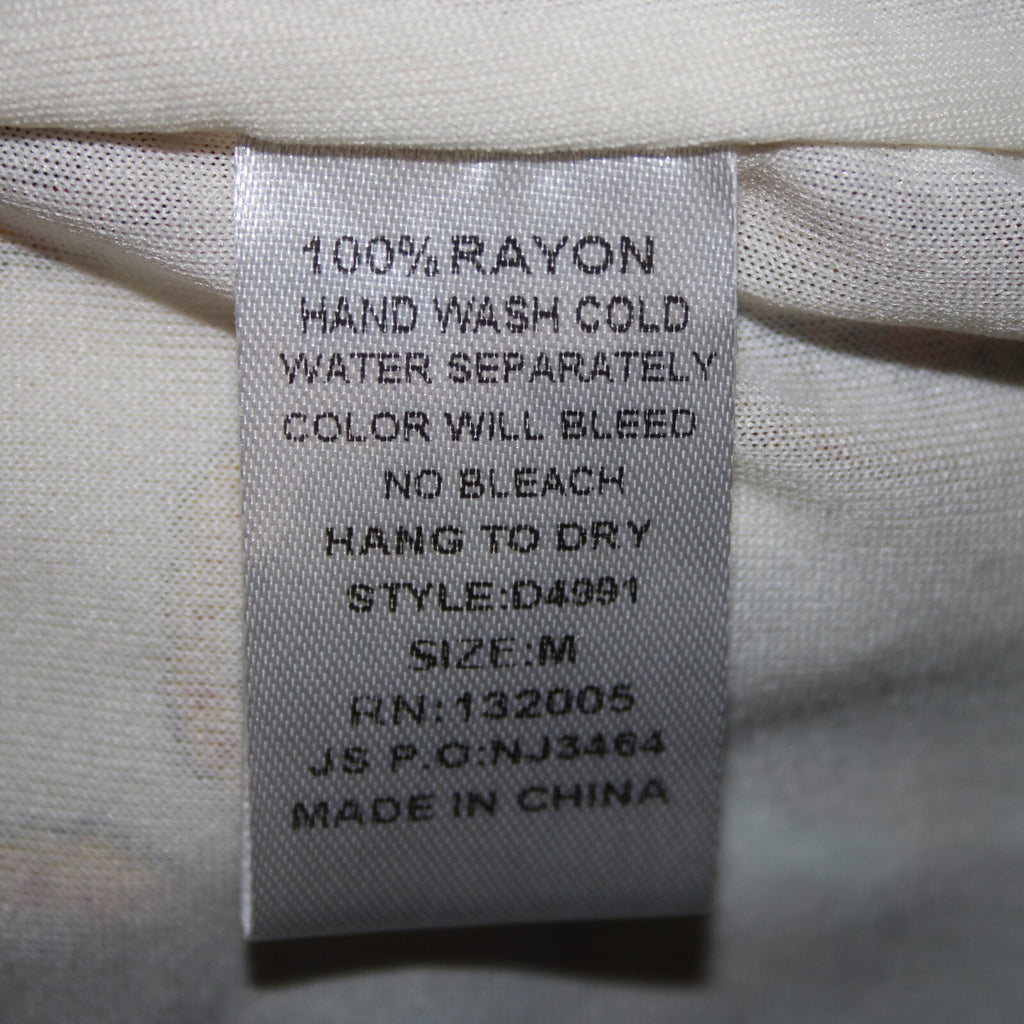 100% RAYON
HAND WASH COLD
WATER SEPARATELY
COLOR WILL BLEED
NO BLEACH
HANG TO DRY
STYLE:D4991
SIZE:M
RN:132005
JS P.O:NJ3464
MADE IN CHINA